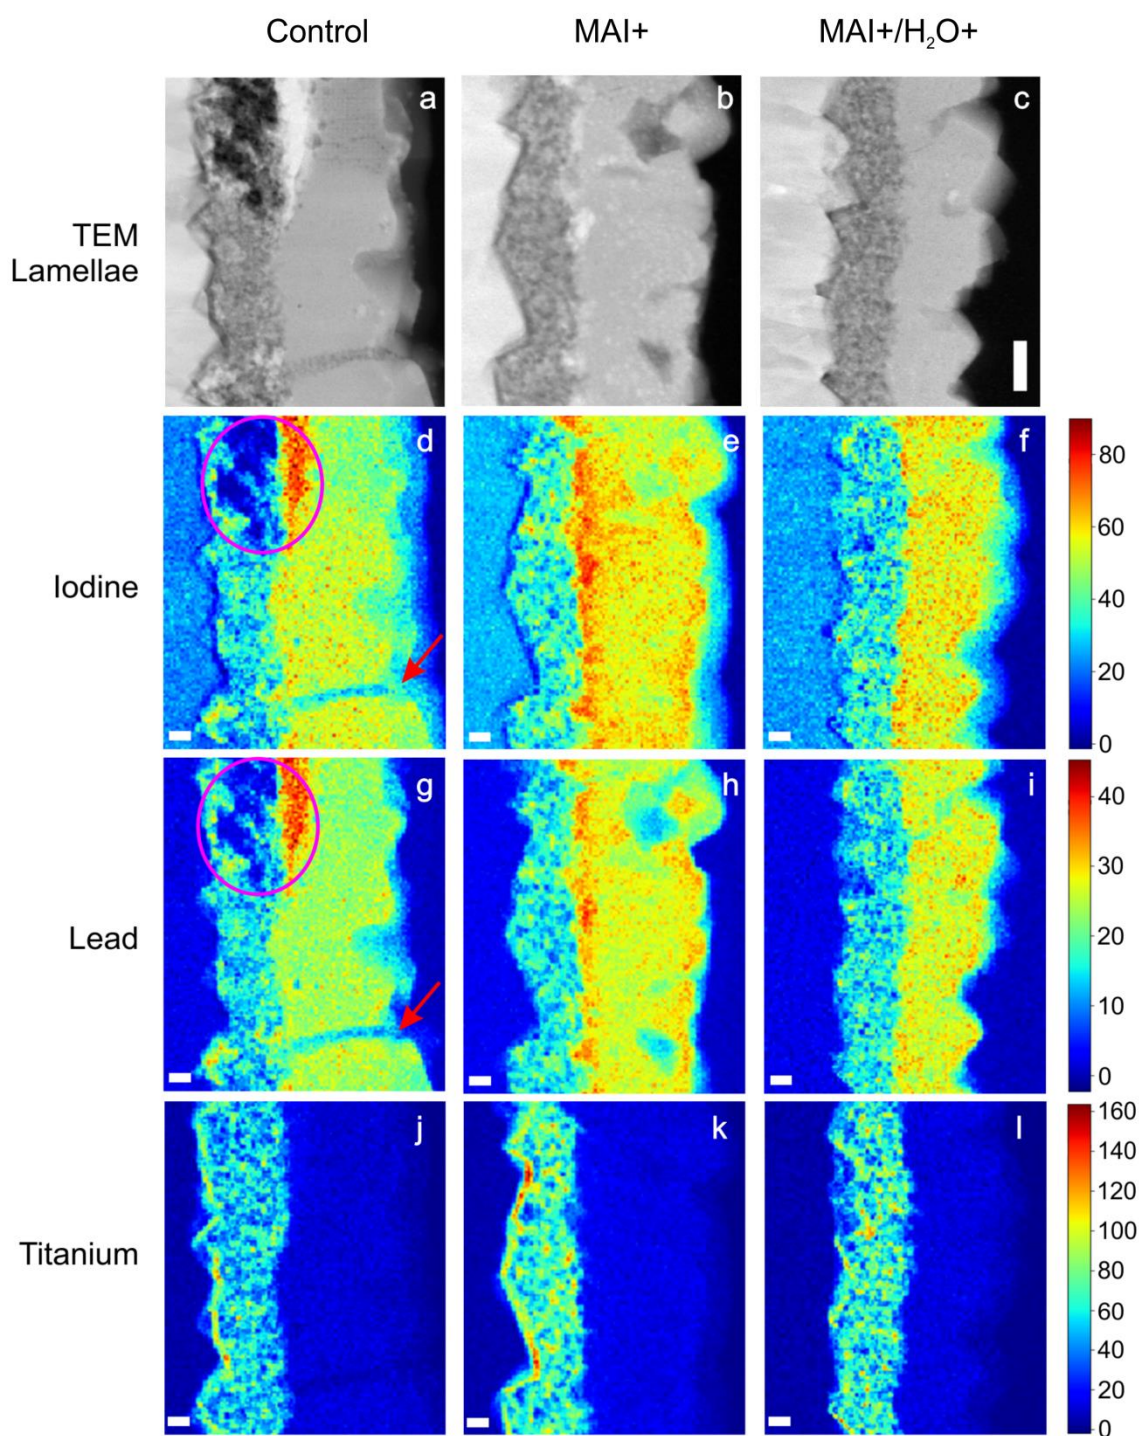 Control MAI+ MAI+/H₂O+
TEM
Lamellae
a b c
Iodine
d e f
80
60
40
20
0
Lead
g h i
40
30
20
10
0
Titanium
j k l
160
140
120
100
80
60
40
20
0